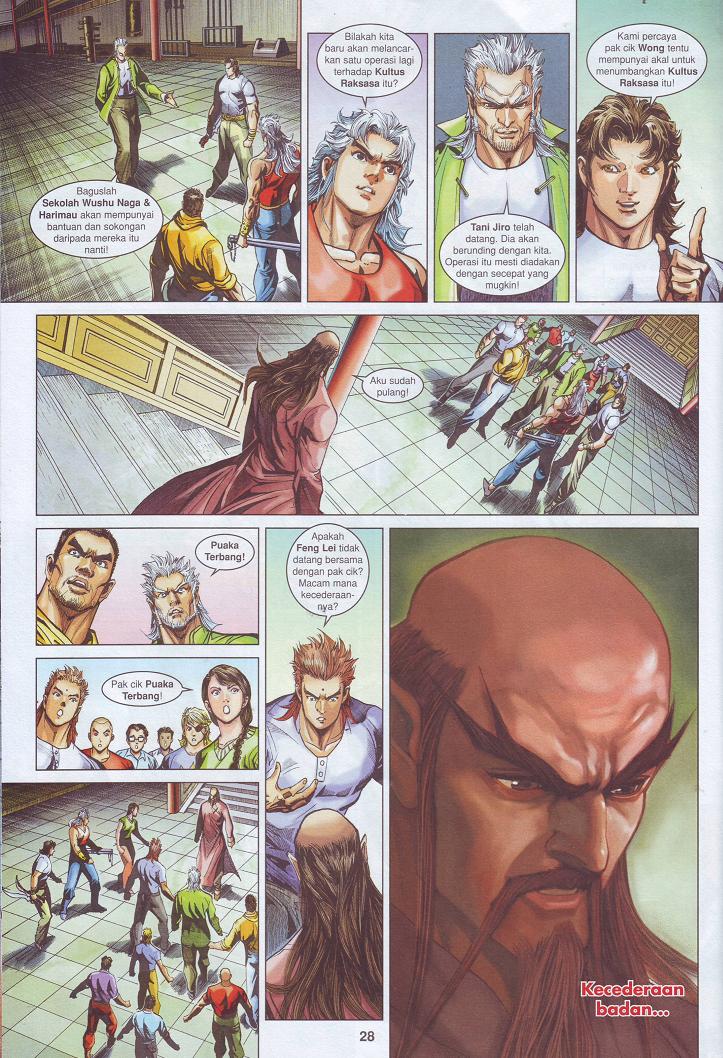 Baguslah
Sekolah Wushu Naga &
Harimau akan mempunyai
bantuan dan sokongan
daripada mereka itu
nanti!
Bilakah kita
baru akan melancar-
kan satu operasi lagi
terhadap Kultus
Raksasa itu?
Tani Jiro telah
datang. Dia akan
berunding dengan kita.
Operasi itu mesti diadakan
dengan secepat yang
mugkin!
Kami percaya
pak cik Wong tentu
mempunyai akal untuk
menumbangkan Kultus
Raksasa itu!
Aku sudah
pulang!
Puaka
Terbang!
Pak cik Puaka
Terbang!
Apakah
Feng Lei tidak
datang bersama
dengan pak cik?
Macam mana
kecederaan-
nya?
Kecederaan
badan...
28